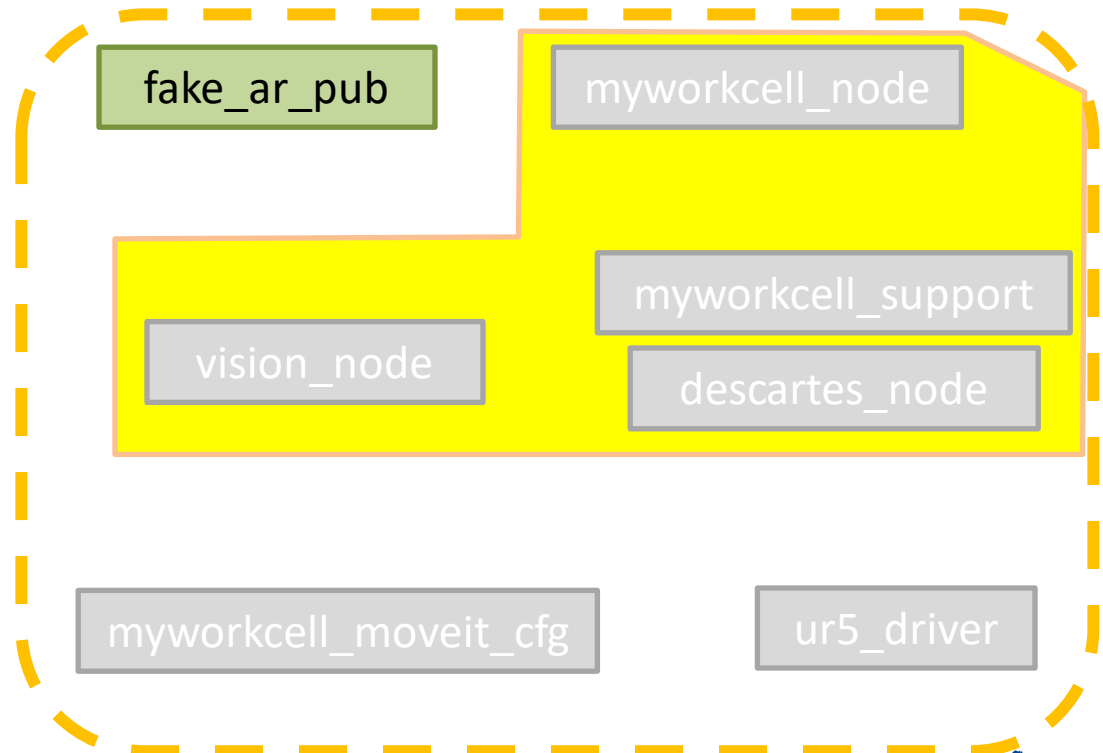 fake_ar_pub
myworkcell_node
myworkcell_support
vision_node
descartes_node
myworkcell_moveit_cfg
ur5_driver